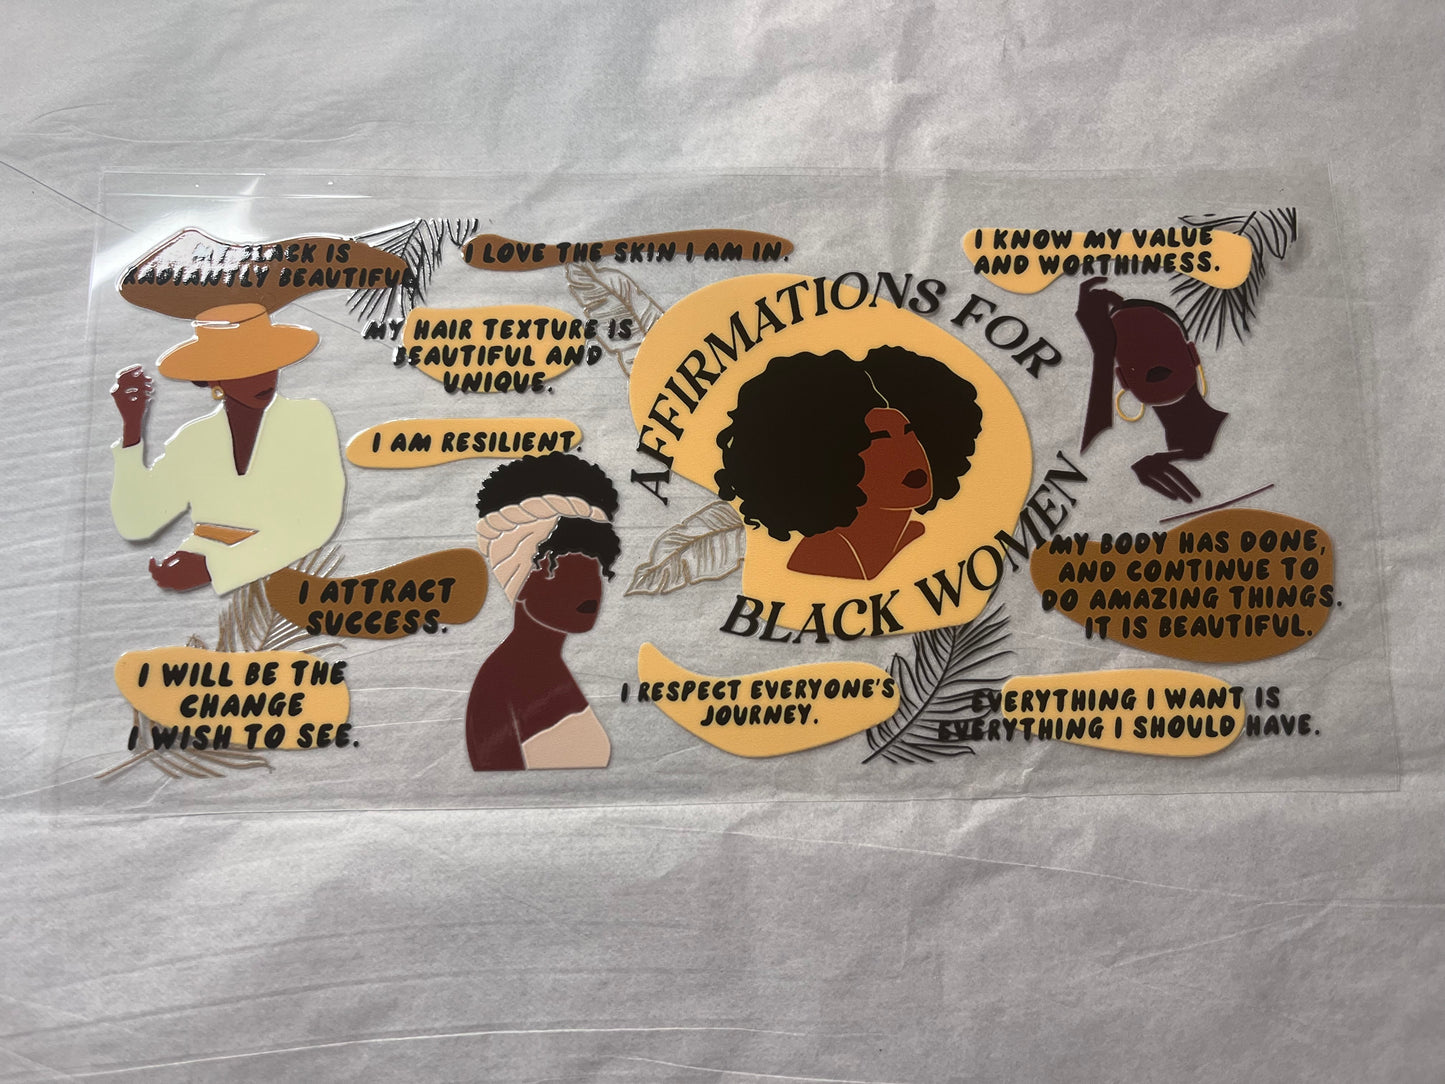 MY BLACK IS
RADIANTLY BEAUTIFUL
I LOVE THE SKIN I AM IN.
I KNOW MY VALUE
AND WORTHINESS.
MY HAIR TEXTURE IS
BEAUTIFUL AND
UNIQUE.
I AM RESILIENT.
AFFIRMATIONS FOR
BLACK WOMEN
I ATTRACT
SUCCESS.
MY BODY HAS DONE,
AND CONTINUE TO
DO AMAZING THINGS.
IT IS BEAUTIFUL.
I WILL BE THE
CHANGE
I WISH TO SEE.
I RESPECT EVERYONE'S
JOURNEY.
EVERYTHING I WANT IS
EVERYTHING I SHOULD HAVE.